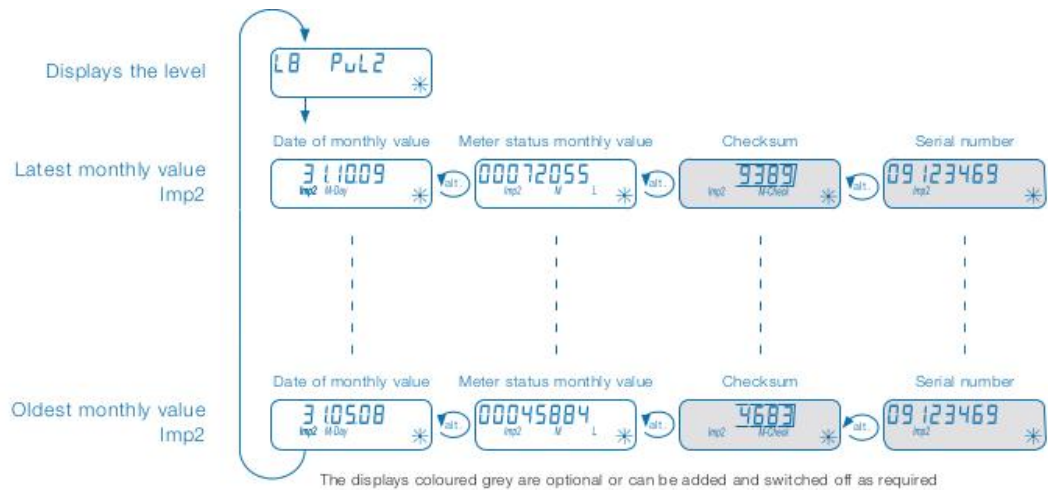 Displays the level
L8 PuL2
Date of monthly value Meter status monthly value Checksum Serial number
Latest monthly value
Imp2
31.10.09 00072055 9389 09123469
Imp2 M-Day alt. Imp2 M L alt. Imp2 M-Check alt. Imp2
Date of monthly value Meter status monthly value Checksum Serial number
Oldest monthly value
Imp2
31.05.08 00045884 4683 09123469
Imp2 M-Day alt. Imp2 M L alt. Imp2 M-Check alt. Imp2
The displays coloured grey are optional or can be added and switched off as required